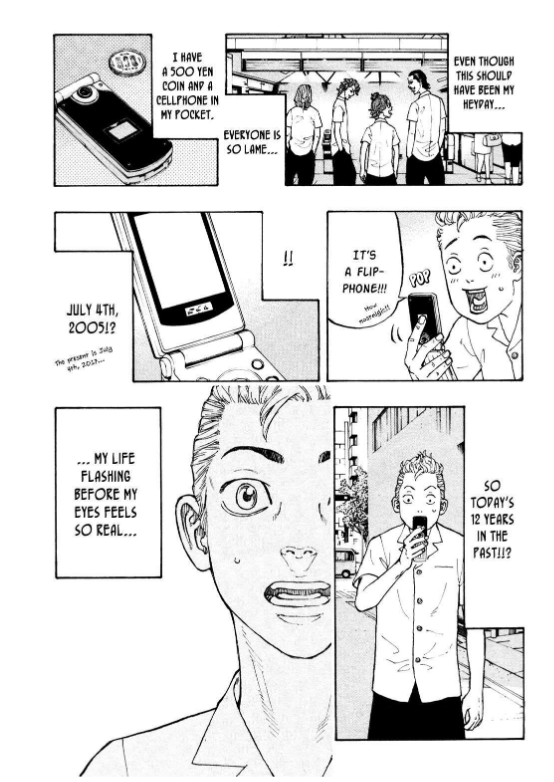 EVEN THOUGH
THIS SHOULD
HAVE BEEN MY
HEYDAY...
EVERYONE IS
SO LAME...
I HAVE
A 500 YEN
COIN AND A
CELLPHONE IN
MY POCKET.
IT'S
A FLIP-
PHONE!!!
POP
How
nostalgic!!
!!
JULY 4TH,
2005!?
The present is July
4th, 2017...
SO
TODAY'S
12 YEARS
IN THE
PAST!!?
... MY LIFE
FLASHING
BEFORE MY
EYES FEELS
SO REAL...